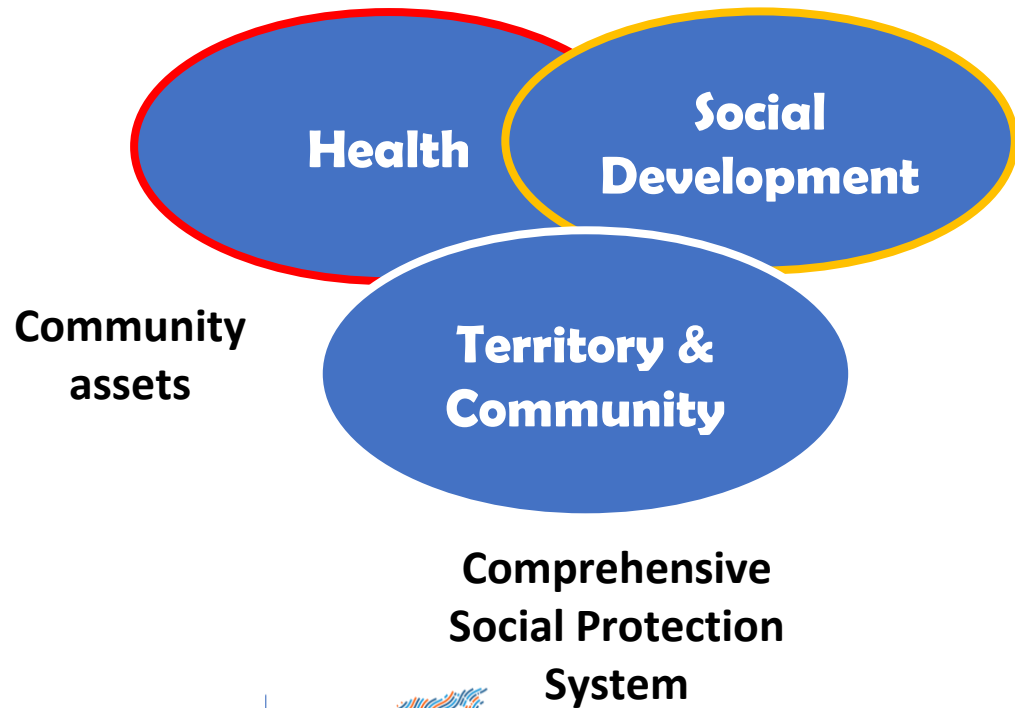 Health
Social
Development
Community
assets
Territory &
Community
Comprehensive
Social Protection
System